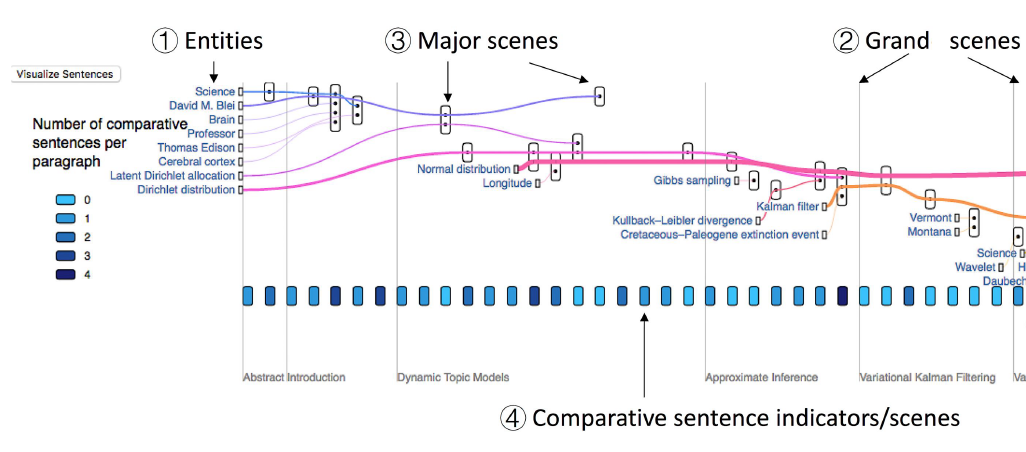 ① Entities
③ Major scenes
② Grand scenes
Visualize Sentences
Science
David M. Blei
Brain
Professor
Thomas Edison
Cerebral cortex
Latent Dirichlet allocation
Dirichlet distribution
Number of comparative
sentences per
paragraph
0
1
2
3
4
Normal distribution
Longitude
Gibbs sampling
Kalman filter
Kullback–Leibler divergence
Cretaceous–Paleogene extinction event
Vermont
Montana
Science
Wavelet
H
Daubech
Abstract
Introduction
Dynamic Topic Models
Approximate Inference
Variational Kalman Filtering
Va
④ Comparative sentence indicators/scenes